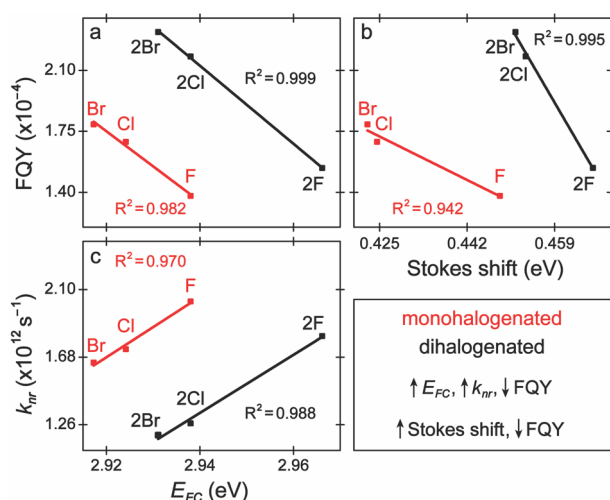 a
2Br
2Cl
R² = 0.999
Br
Cl
F
2F
R² = 0.982
2.10
1.75
1.40
FQY (x10⁻⁴)
b
2Br
R² = 0.995
2Cl
Br
Cl
F
2F
R² = 0.942
0.425
0.442
0.459
Stokes shift (eV)
c
R² = 0.970
F
Cl
Br
2F
2Cl
2Br
R² = 0.988
2.10
1.68
1.26
k_nr (x10¹² s⁻¹)
2.92
2.94
2.96
E_FC (eV)
monohalogenated
dihalogenated
↑ E_FC, ↑ k_nr, ↓ FQY
↑ Stokes shift, ↓ FQY